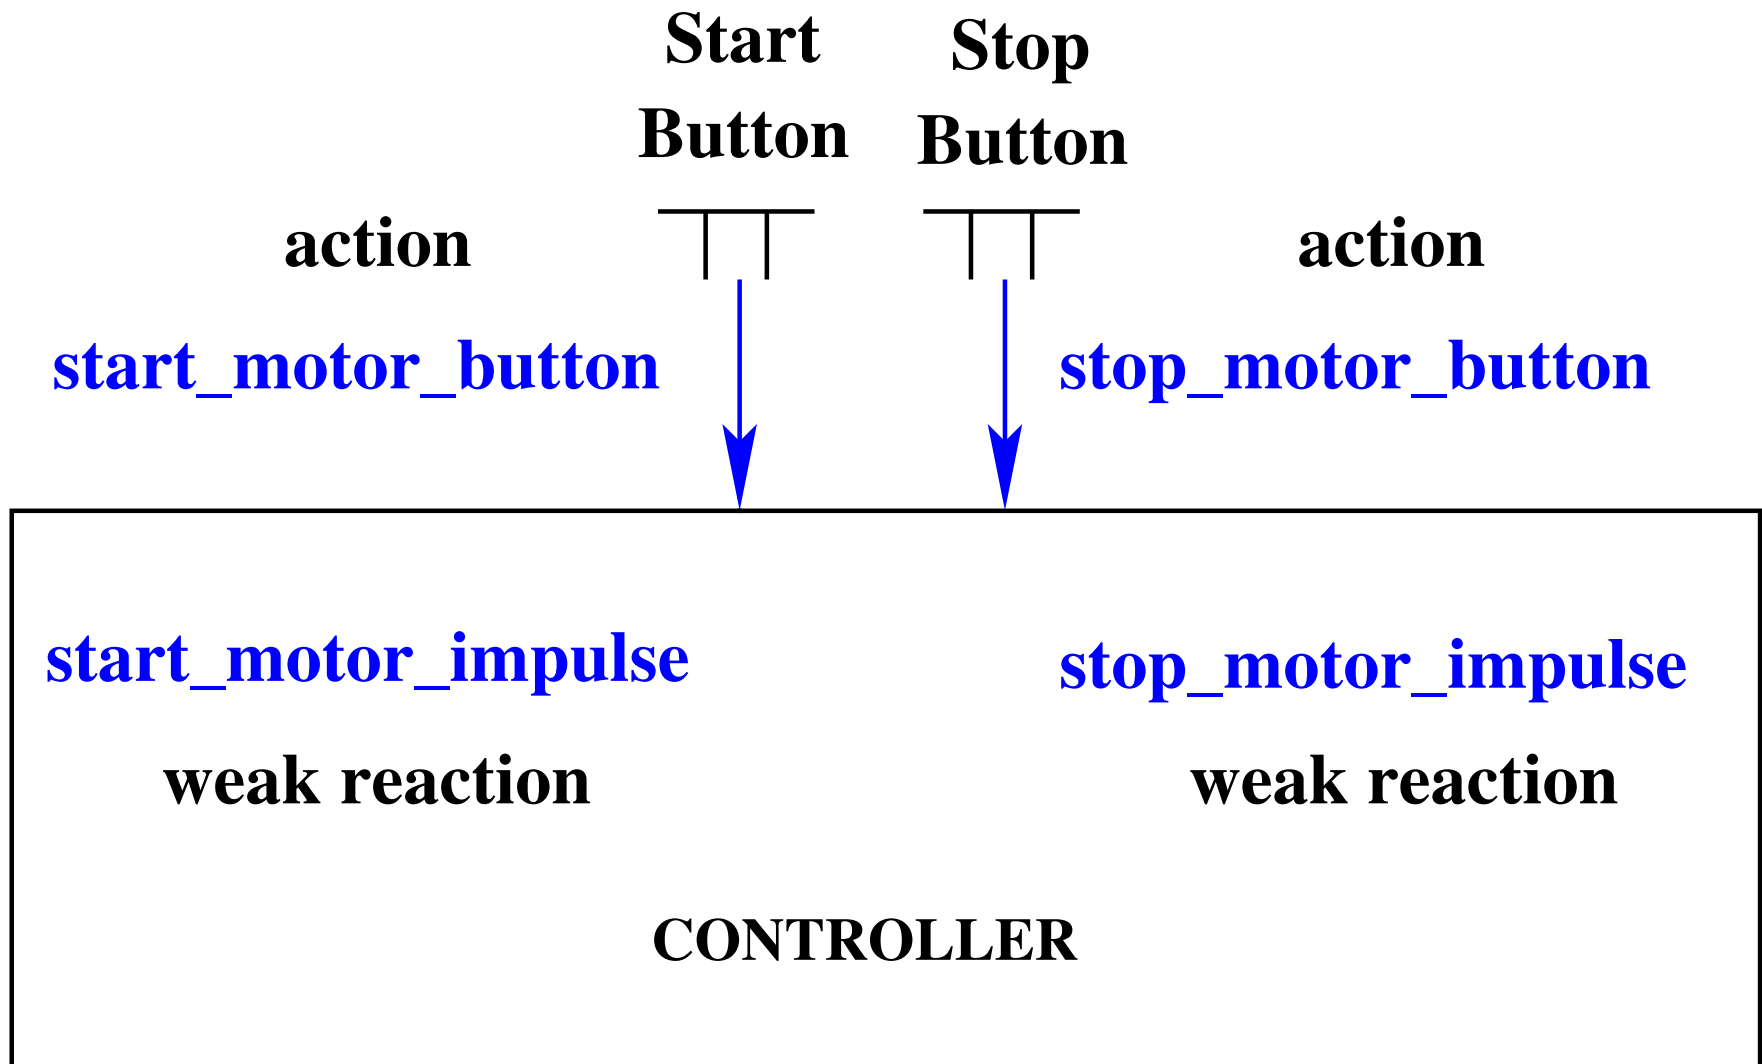 Start
Button
Stop
Button
action
action
start_motor_button
stop_motor_button
start_motor_impulse
stop_motor_impulse
weak reaction
weak reaction
CONTROLLER